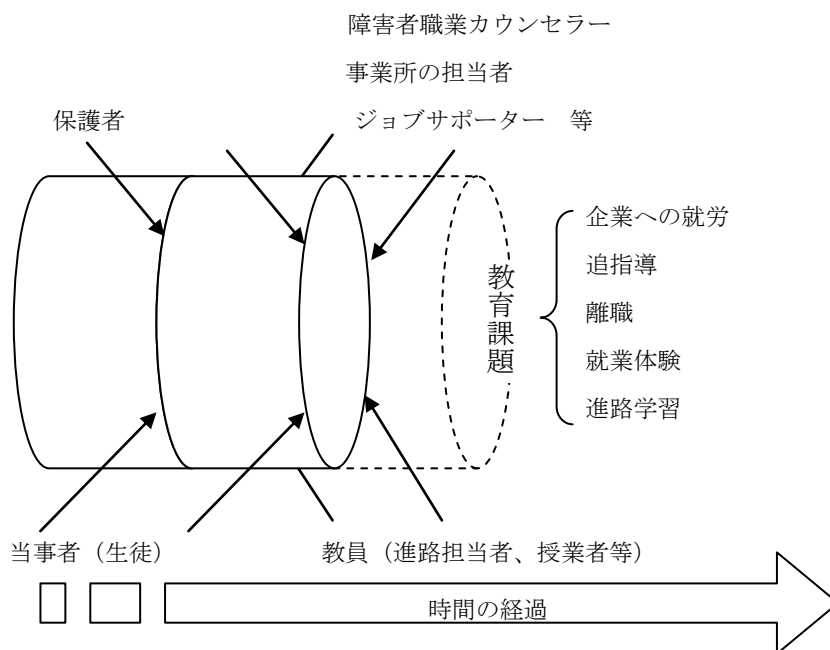 障害者職業カウンセラー
事業所の担当者
保護者
ジョブサポーター 等
教育課題
企業への就労
追指導
離職
就業体験
進路学習
当事者（生徒）
教員（進路担当者、授業者等）
時間の経過